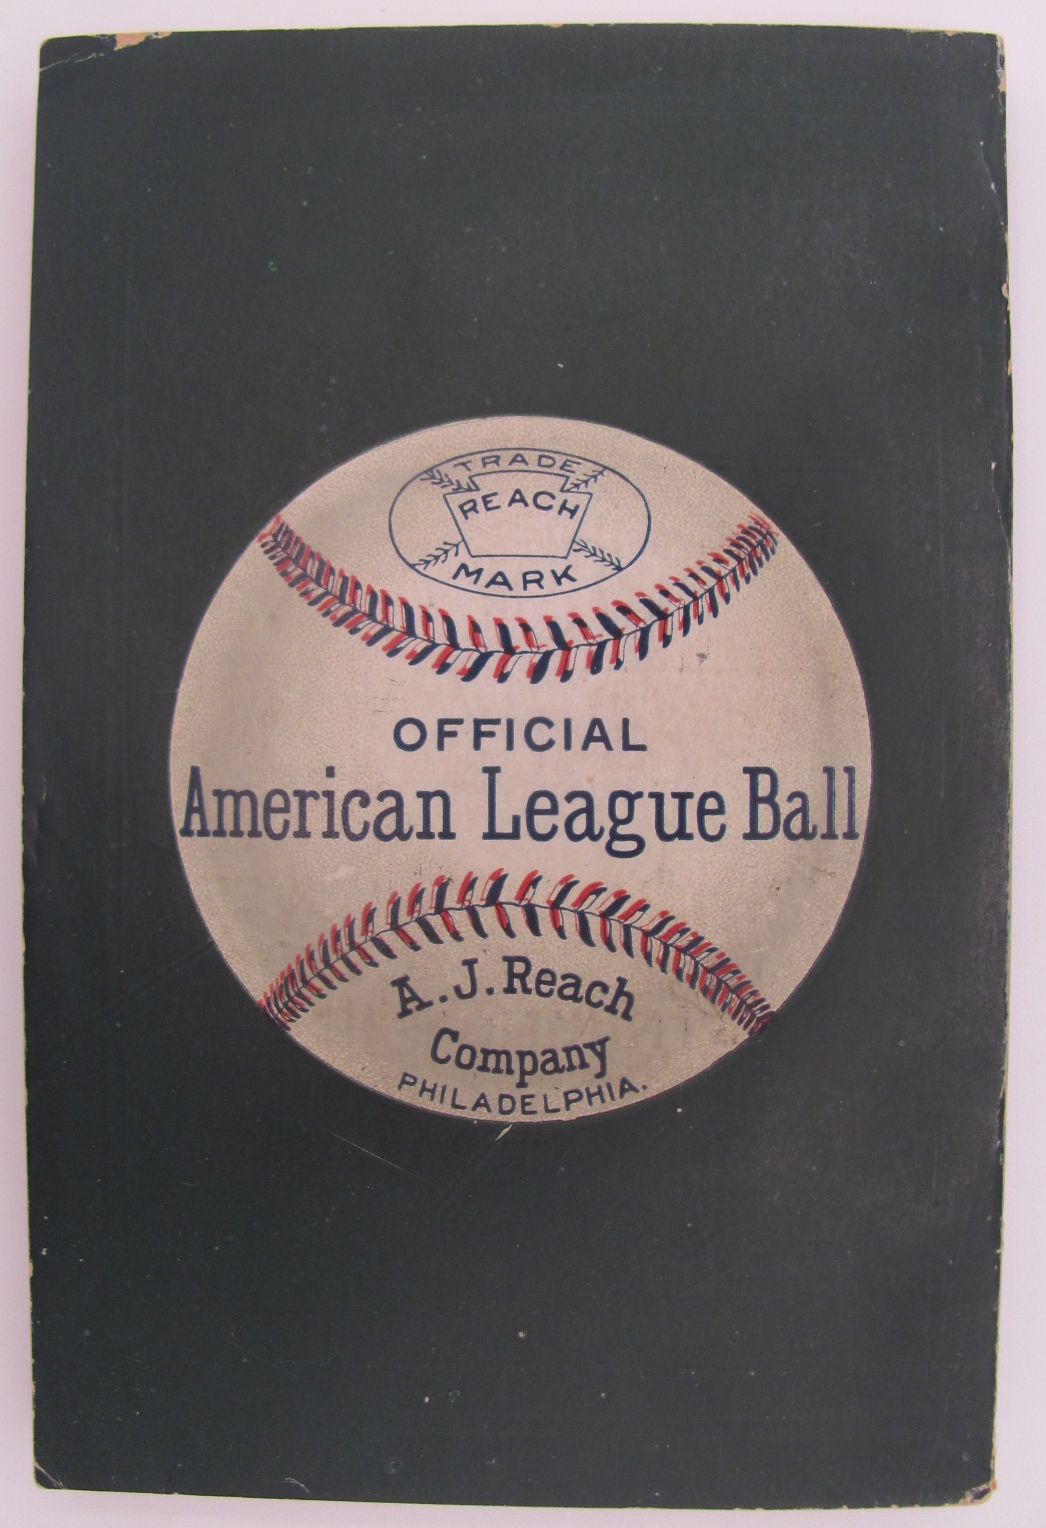 TRADE
REACH
MARK
OFFICIAL
American League Ball
A.J. Reach
Company
PHILADELPHIA.